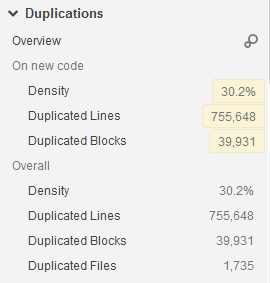 Duplications
Overview
On new code
Density 30.2%
Duplicated Lines 755,648
Duplicated Blocks 39,931
Overall
Density 30.2%
Duplicated Lines 755,648
Duplicated Blocks 39,931
Duplicated Files 1,735